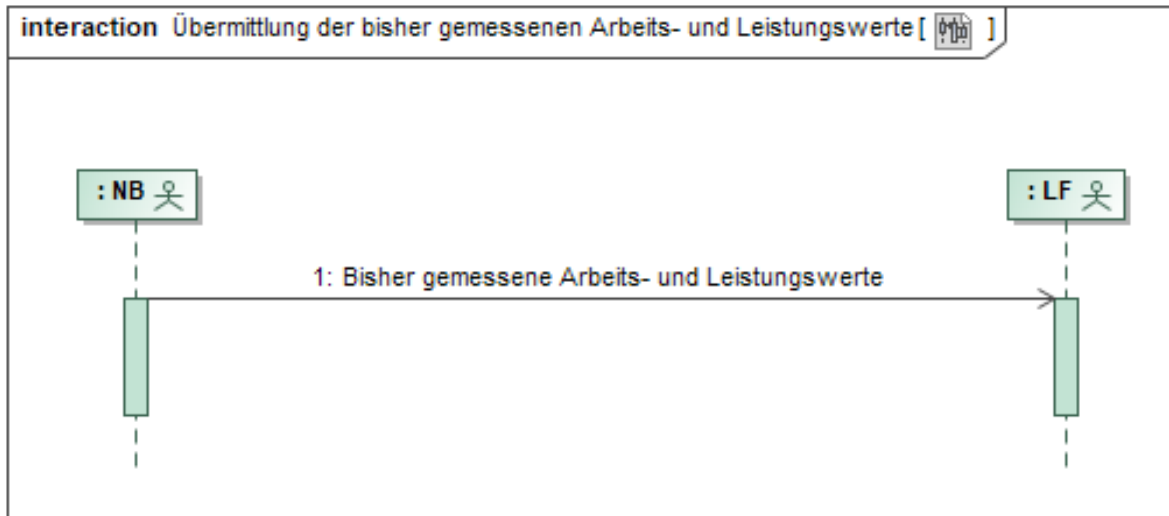 interaction Übermittlung der bisher gemessenen Arbeits- und Leistungswerte [ ]
: NB
: LF
1: Bisher gemessene Arbeits- und Leistungswerte